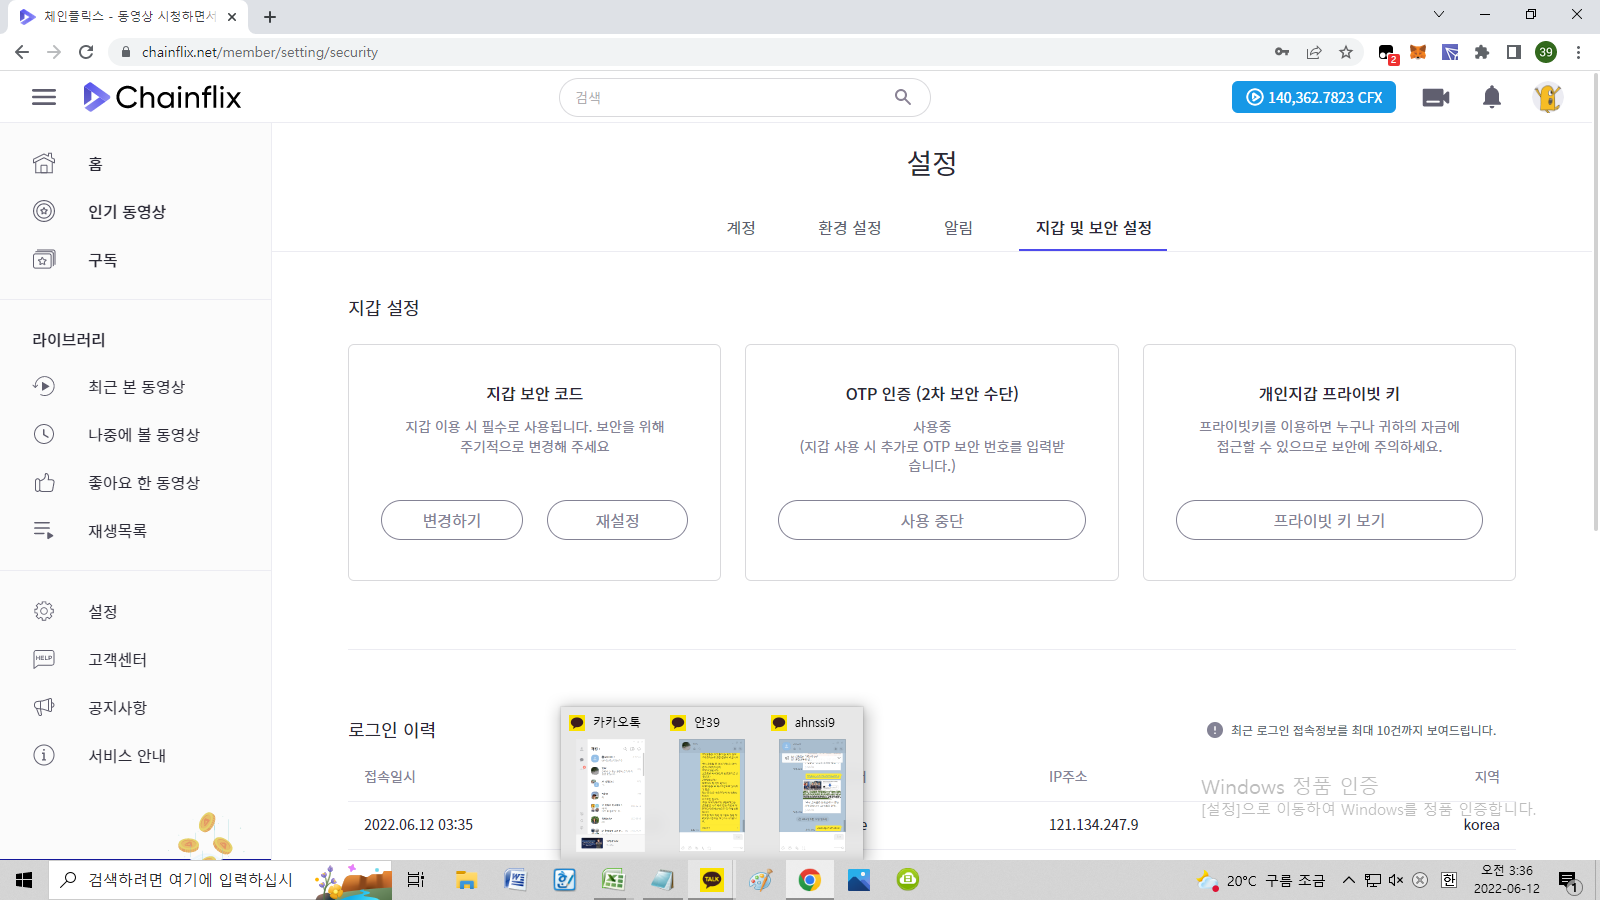 체인플릭스 - 동영상 시청하면서
chainflix.net/member/setting/security
2
39
Chainflix
검색
140,362.7823 CFX
홈
인기 동영상
구독
라이브러리
최근 본 동영상
나중에 볼 동영상
좋아요 한 동영상
재생목록
설정
HELP
고객센터
공지사항
서비스 안내
설정
계정
환경 설정
알림
지갑 및 보안 설정
지갑 설정
지갑 보안 코드
지갑 이용 시 필수로 사용됩니다. 보안을 위해
주기적으로 변경해 주세요
변경하기
재설정
OTP 인증 (2차 보안 수단)
사용중
(지갑 사용 시 추가로 OTP 보안 번호를 입력받
습니다.)
사용 중단
개인지갑 프라이빗 키
프라이빗키를 이용하면 누구나 귀하의 자금에
접근할 수 있으므로 보안에 주의하세요.
프라이빗 키 보기
로그인 이력
최근 로그인 접속정보를 최대 10건까지 보여드립니다.
접속일시
IP주소
지역
2022.06.12 03:35
121.134.247.9
korea
카카오톡
안39
ahnssi9
Windows 정품 인증
[설정]으로 이동하여 Windows를 정품 인증합니다.
검색하려면 여기에 입력하십시
TALK
20°C 구름 조금
한
오전 3:36
2022-06-12
1